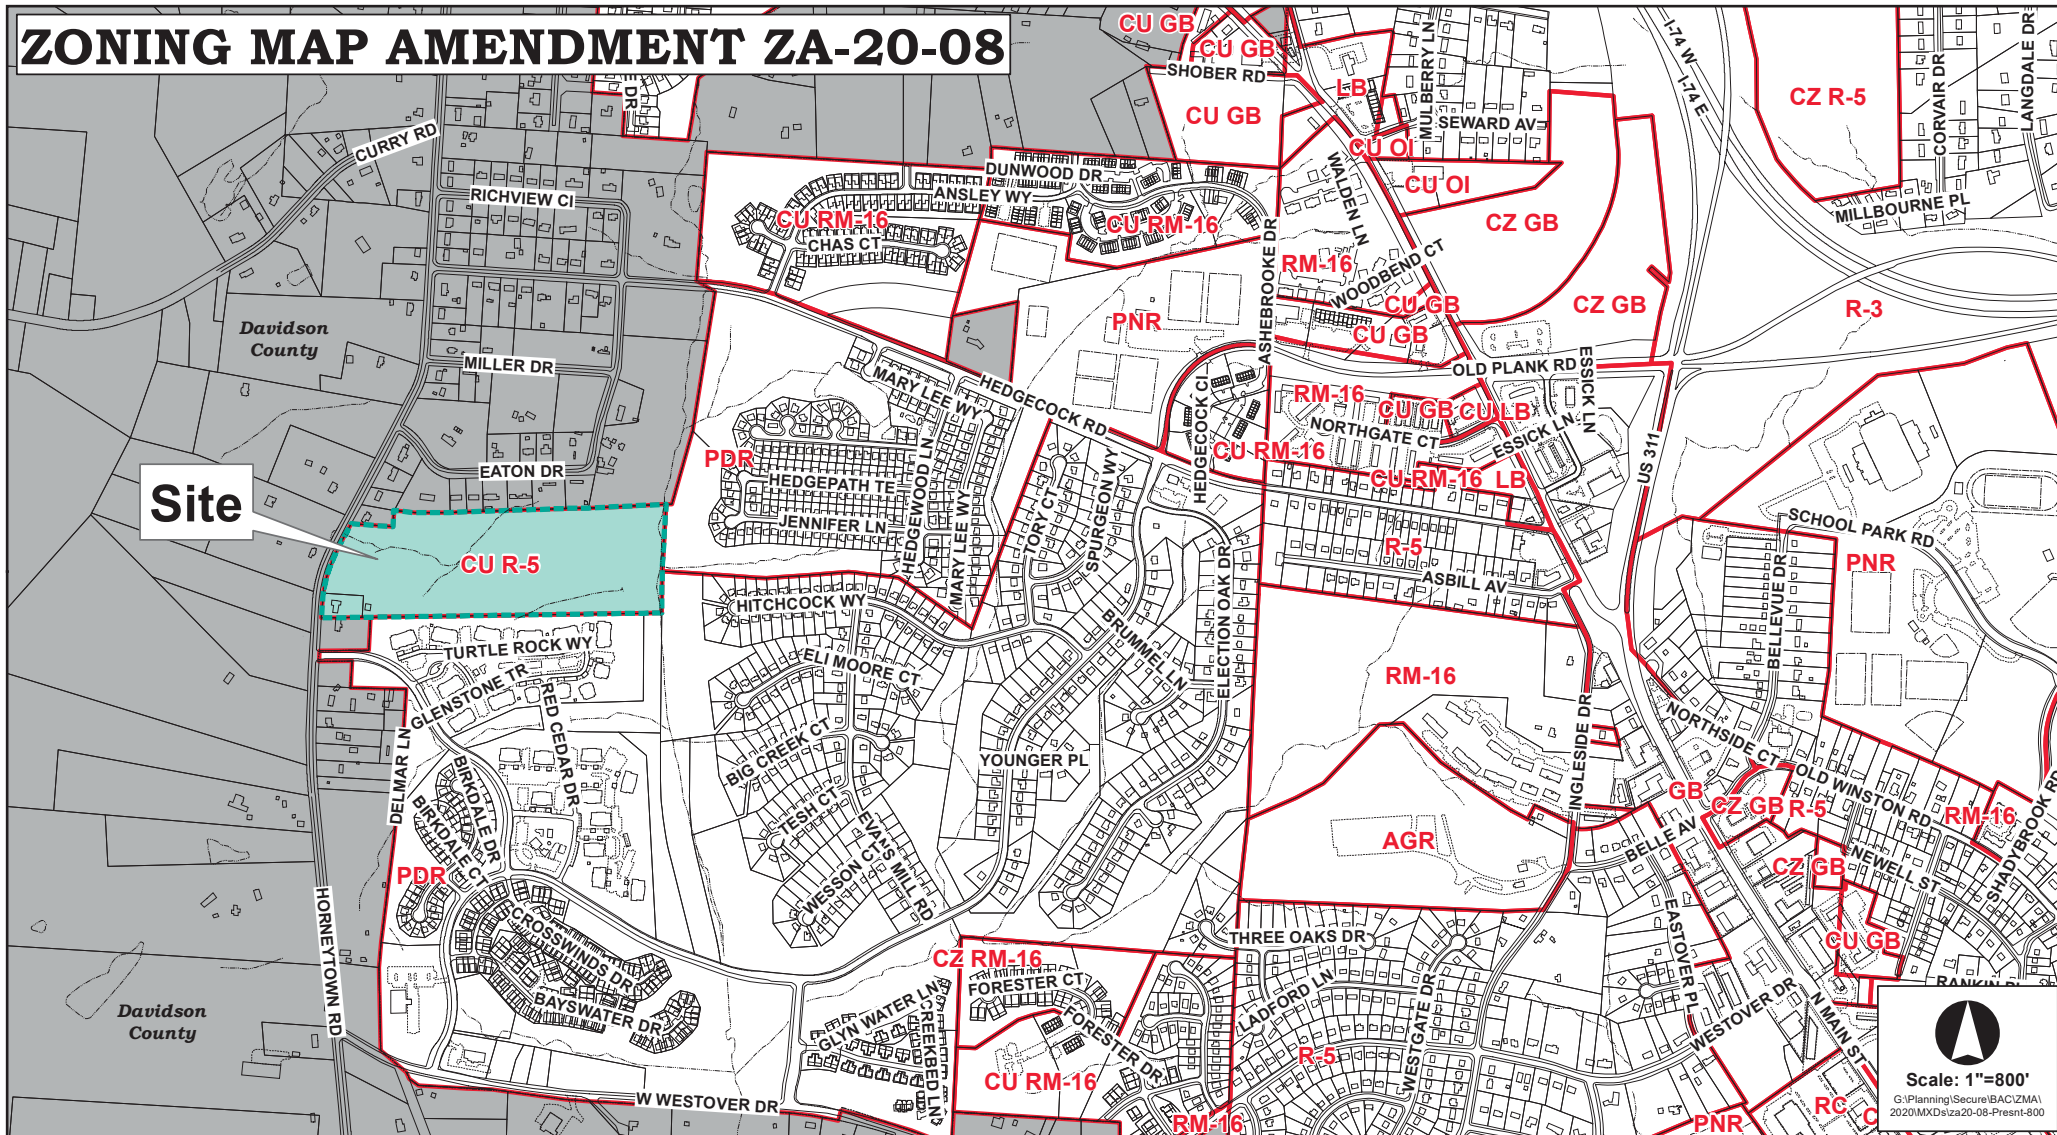 ZONING MAP AMENDMENT ZA-20-08
CU GB
CU GB
SHOBER RD
CU GB
LB
MULBERRY LN
SEWARD AV
CU OI
CU OI
I-74 W
I-74 E
CZ R-5
CORVAIR DR
LANGDALE DR
MILLBOURNE PL
DR
CURRY RD
RICHVIEW CI
DUNWOOD DR
ANSLEY WY
CU RM-16
CU RM-16
CHAS CT
WALDEN LN
CZ GB
RM-16
WOODBEND CT
ASHEBROOKE DR
CU GB
CU GB
CZ GB
R-3
PNR
Davidson
County
MILLER DR
MARY LEE WY
HEDGECOCK RD
OLD PLANK RD
ESSICK LN
HEDGECOCK CI
RM-16
CU GB
CU LB
NORTHGATE CT
ESSICK LN
CU RM-16
CU RM-16
LB
US 311
PDR
EATON DR
HEDGEPATH TE
HEDGEWOOD LN
JENNIFER LN
MARY LEE WY
TORY CT
SPURGEON WY
Site
CU R-5
R-5
ASBILL AV
SCHOOL PARK RD
PNR
BELLEVUE DR
HITCHCOCK WY
BRUMMEL LN
ELECTION OAK DR
TURTLE ROCK WY
ELI MOORE CT
GLENSTONE TR
RED CEDAR DR
RM-16
INGLESIDE DR
DELMAR LN
BIG CREEK CT
YOUNGER PL
NORTHSIDE CT
BIRKDALE DR
BIRKDALE CT
TESH CT
EVANS MILL RD
WESSON CT
GB
CZ GB
R-5
OLD WINSTON RD
RM-16
SHADYBROOK RD
AGR
BELLE AV
CZ GB
NEWELL ST
PDR
HORNEYTOWN RD
CROSSWINDS DR
BAYSWATER DR
THREE OAKS DR
EASTOVER PL
CU GB
CZ RM-16
FORESTER CT
LADFORD LN
WESTGATE DR
WESTOVER DR
N MAIN ST
Davidson
County
GLYN WATER LN
CREEKBED LN
FORESTER DR
R-5
CU RM-16
W WESTOVER DR
RM-16
PNR
RC
Scale: 1"=800'
G:\Planning\Secure\BAC\ZMA\
2020\MXDs\za20-08-Presnt-800